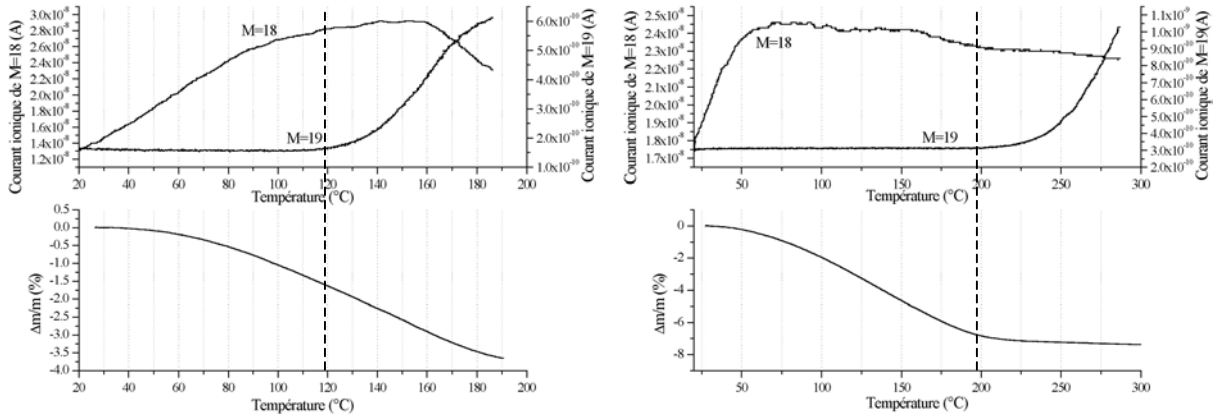 Courant ionique de M=18 (A)
3.0x10⁻⁸
2.8x10⁻⁸
2.6x10⁻⁸
2.4x10⁻⁸
2.2x10⁻⁸
2.0x10⁻⁸
1.8x10⁻⁸
1.6x10⁻⁸
1.4x10⁻⁸
1.2x10⁻⁸
M=18
M=19
6.0x10⁻¹⁰
5.0x10⁻¹⁰
4.0x10⁻¹⁰
3.0x10⁻¹⁰
2.0x10⁻¹⁰
1.0x10⁻¹⁰
Courant ionique de M=19 (A)
20 40 60 80 100 120 140 160 180 200
Température (°C)
Courant ionique de M=18 (A)
2.5x10⁻⁸
2.4x10⁻⁸
2.3x10⁻⁸
2.2x10⁻⁸
2.1x10⁻⁸
2.0x10⁻⁸
1.9x10⁻⁸
1.8x10⁻⁸
1.7x10⁻⁸
M=18
M=19
1.1x10⁻⁹
1.0x10⁻⁹
9.0x10⁻¹⁰
8.0x10⁻¹⁰
7.0x10⁻¹⁰
6.0x10⁻¹⁰
5.0x10⁻¹⁰
4.0x10⁻¹⁰
3.0x10⁻¹⁰
2.0x10⁻¹⁰
Courant ionique de M=19(A)
50 100 150 200 250 300
Température (°C)
Δm/m (%)
0.5
0.0
-0.5
-1.0
-1.5
-2.0
-2.5
-3.0
-3.5
-4.0
20 40 60 80 100 120 140 160 180 200
Température (°C)
Δm/m (%)
0
-2
-4
-6
-8
50 100 150 200 250 300
Température (°C)